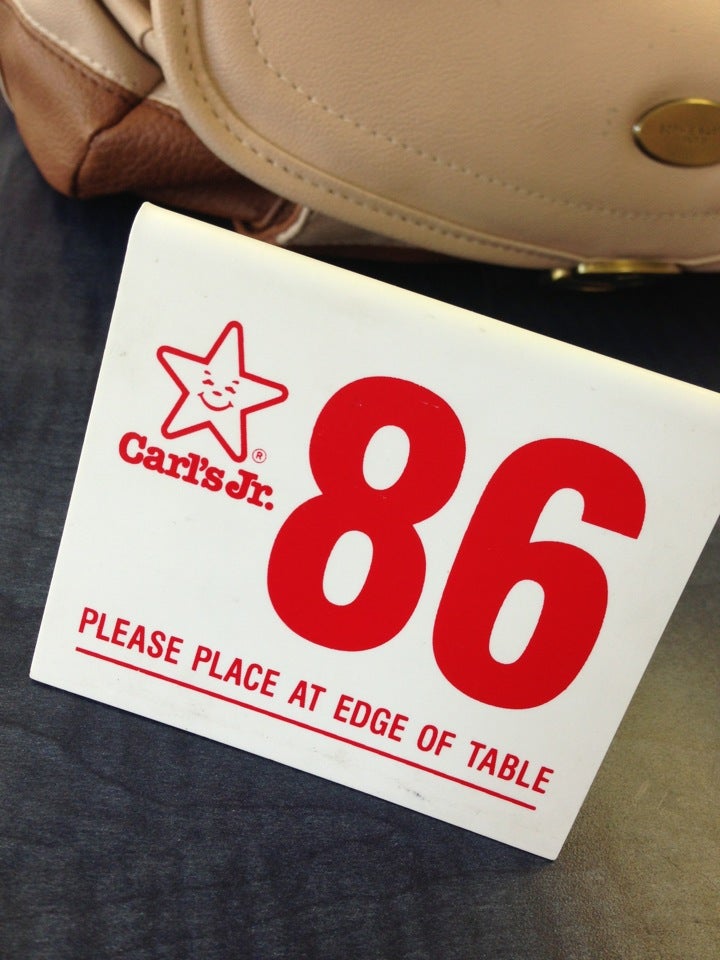 Carl's Jr.®
86
PLEASE PLACE AT EDGE OF TABLE